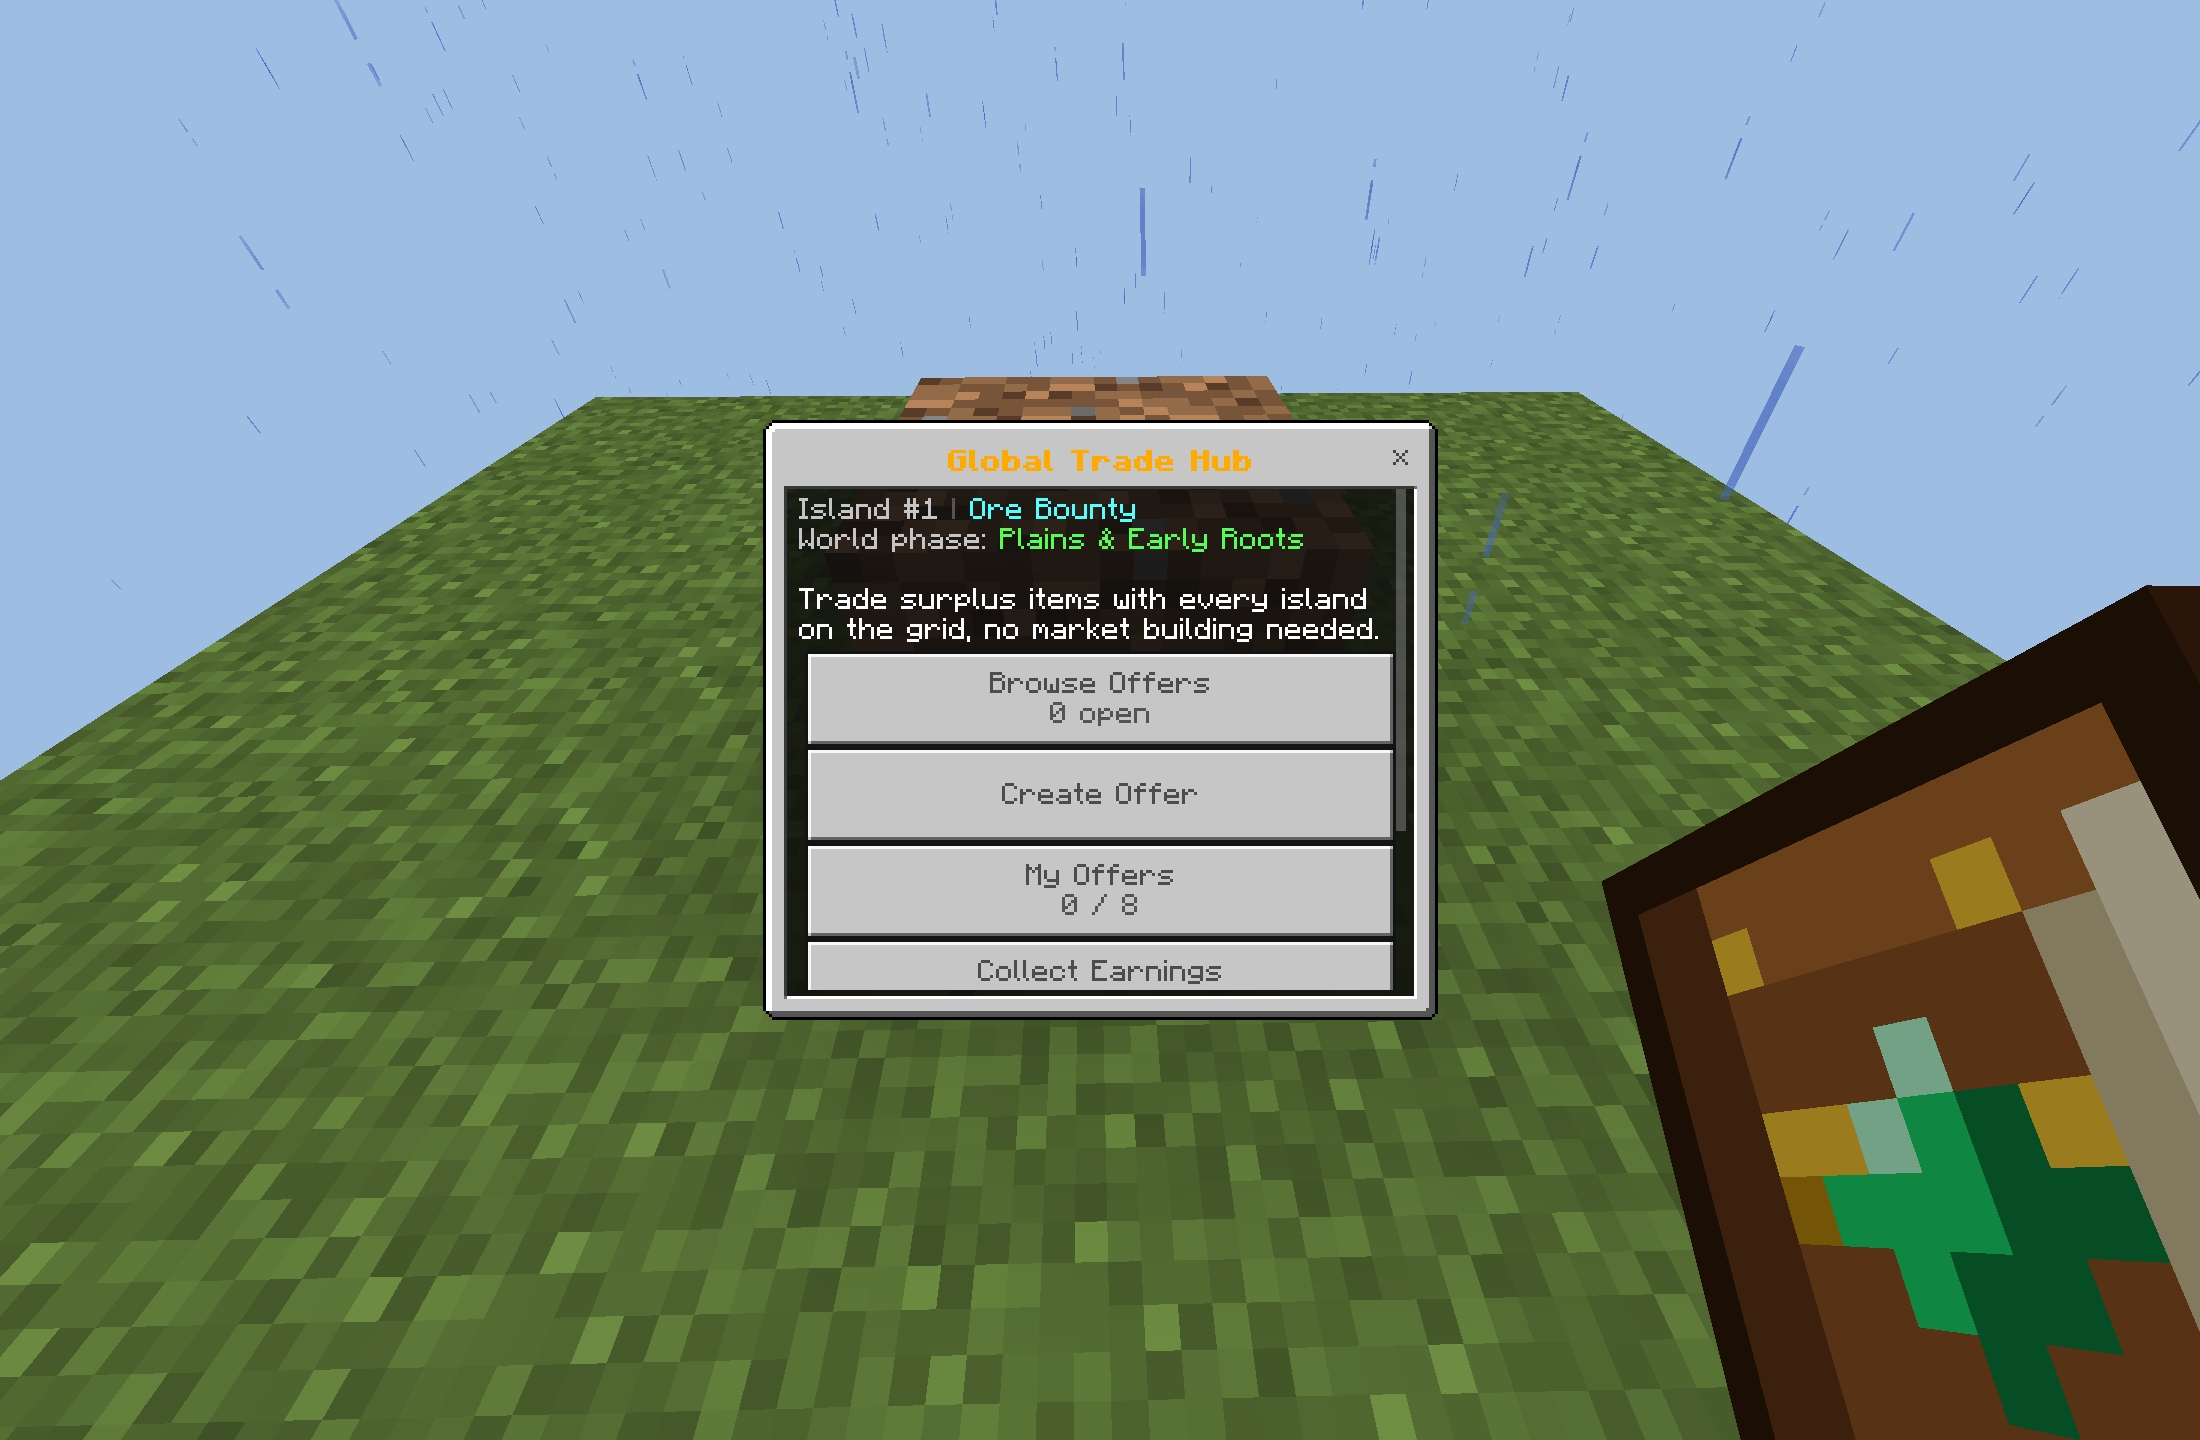 Global Trade Hub
Island #1 | Ore Bounty
World phase: Plains & Early Roots
Trade surplus items with every island
on the grid, no market building needed.
Browse Offers
0 open
Create Offer
My Offers
0 / 8
Collect Earnings